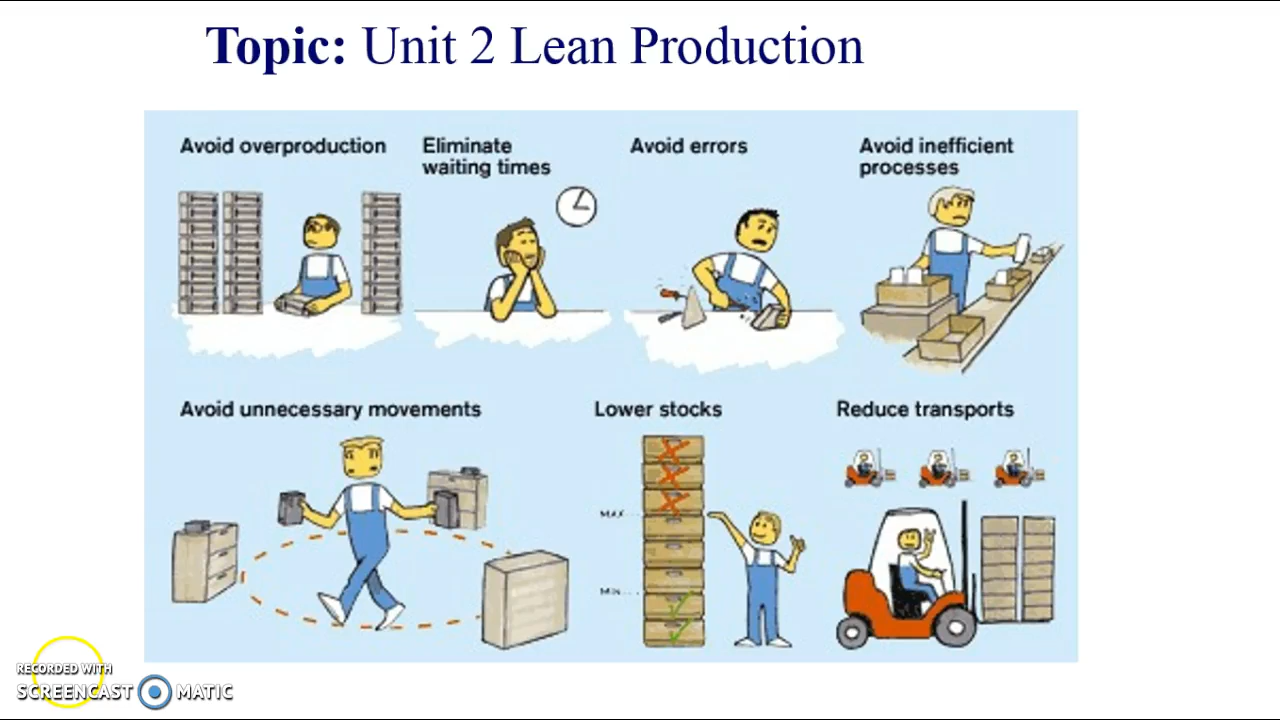 Topic: Unit 2 Lean Production
Avoid overproduction
Eliminate
waiting times
Avoid errors
Avoid inefficient
processes
Avoid unnecessary movements
Lower stocks
Reduce transports
MAX
MIN
RECORDED WITH
SCREENCAST MATIC